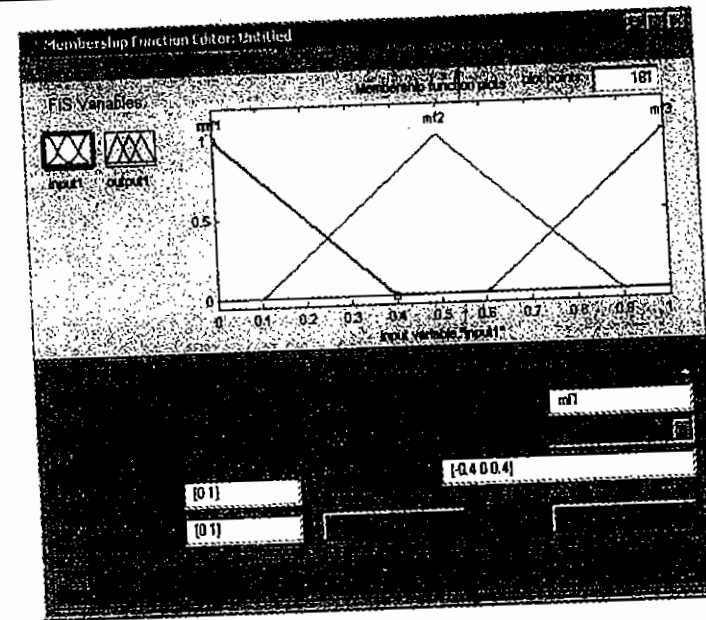 Membership Function Editor: Untitled
FIS Variables
Membership function plots
plot points:
181
mf1
mf2
mf3
1
0.5
0
input1
output1
0 0.1 0.2 0.3 0.4 0.5 0.6 0.7 0.8 0.9 1
input variable "input1"
mf1
[-0.4 0 0.4]
[0 1]
[0 1]